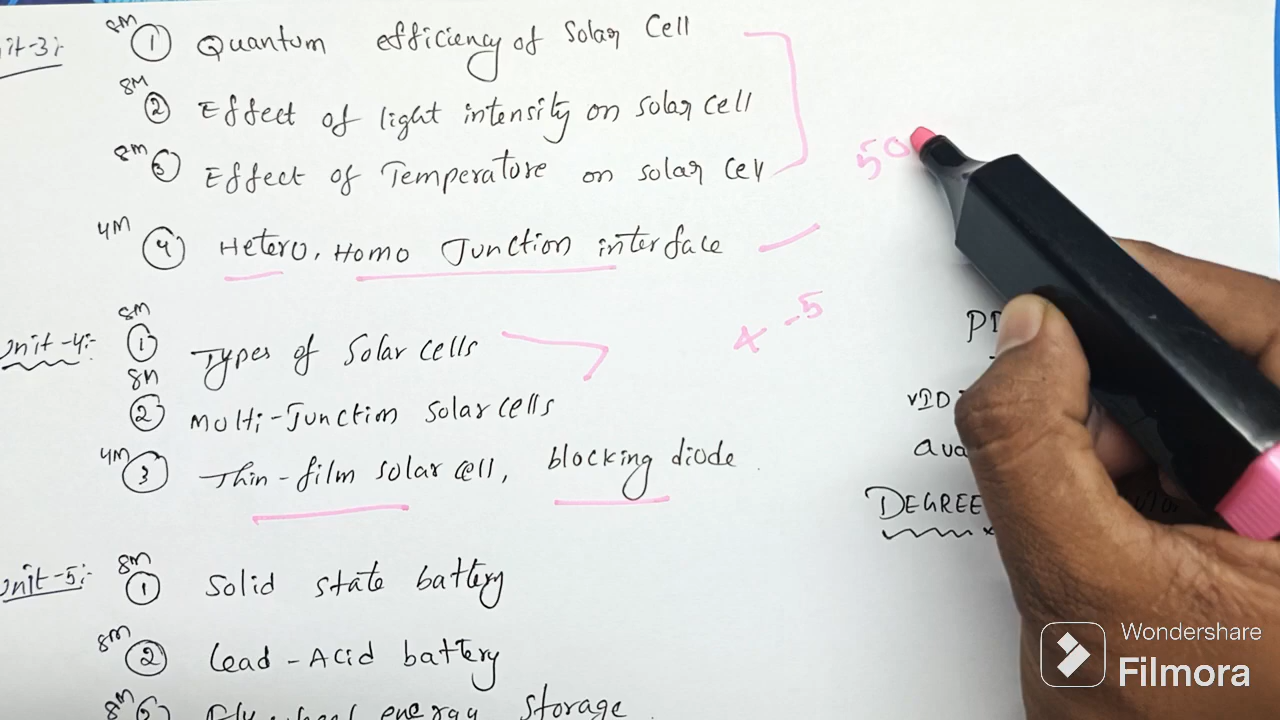 8M ① Quantum efficiency of Solar Cell
8M ② Effect of light intensity on solar cell
8M ③ Effect of Temperature on solar cell
50
4M ④ Hetero, Homo Junction interface
4 - 5
Unit-4:- 8M ① Types of Solar cells
8M ② Multi-Junction Solar cells
4M ③ Thin-film solar cell, blocking diode
DEGREE
Unit-5:- 8M ① Solid state battery
8M ② Lead-Acid battery
8M energy storage
Wondershare
Filmora